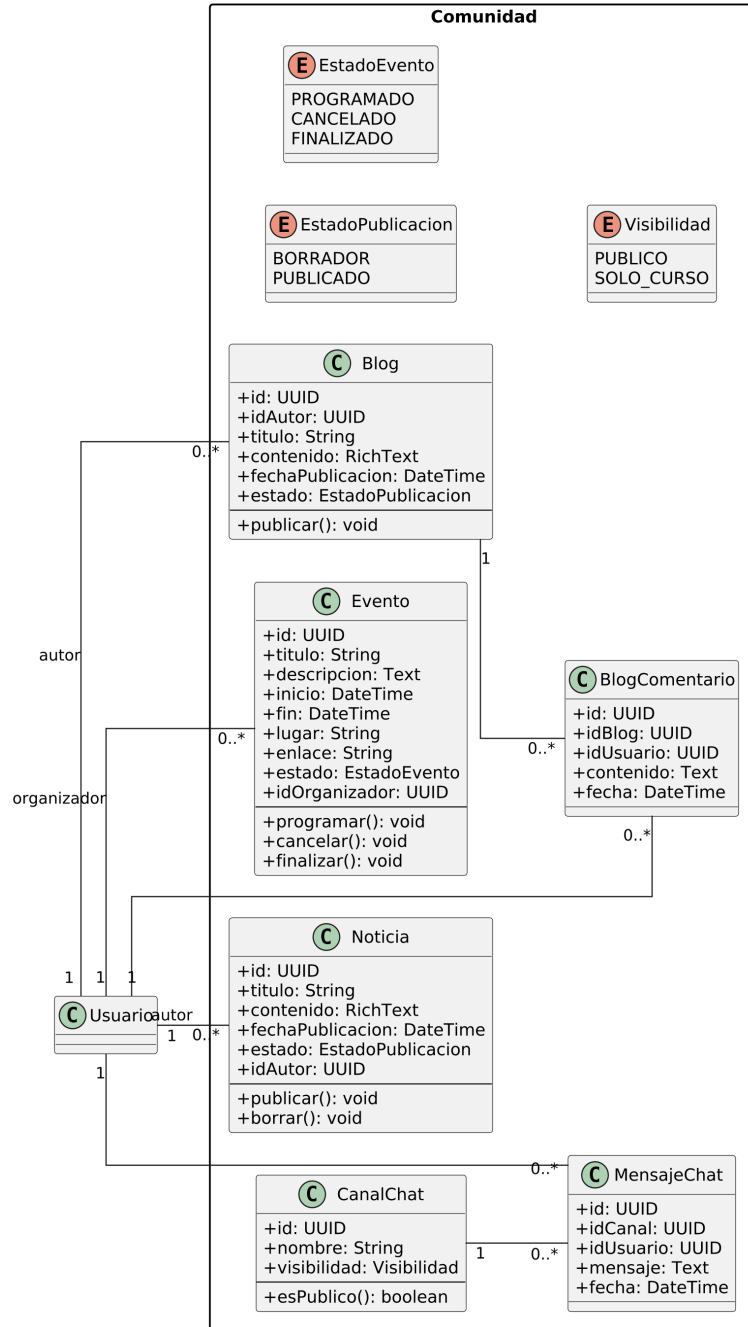 Comunidad
E EstadoEvento
PROGRAMADO
CANCELADO
FINALIZADO
E EstadoPublicacion
BORRADOR
PUBLICADO
E Visibilidad
PUBLICO
SOLO_CURSO
C Blog
+id: UUID
+idAutor: UUID
+titulo: String
+contenido: RichText
+fechaPublicacion: DateTime
+estado: EstadoPublicacion
+publicar(): void
0..*
1
autor
C Evento
+id: UUID
+titulo: String
+descripcion: Text
+inicio: DateTime
+fin: DateTime
+lugar: String
+enlace: String
+estado: EstadoEvento
+idOrganizador: UUID
+programar(): void
+cancelar(): void
+finalizar(): void
0..*
organizador
C BlogComentario
+id: UUID
+idBlog: UUID
+idUsuario: UUID
+contenido: Text
+fecha: DateTime
0..*
0..*
C Noticia
+id: UUID
+titulo: String
+contenido: RichText
+fechaPublicacion: DateTime
+estado: EstadoPublicacion
+idAutor: UUID
+publicar(): void
+borrar(): void
1
1
1
C Usuario
autor
1
0..*
1
C CanalChat
+id: UUID
+nombre: String
+visibilidad: Visibilidad
+esPublico(): boolean
0..*
1
0..*
C MensajeChat
+id: UUID
+idCanal: UUID
+idUsuario: UUID
+mensaje: Text
+fecha: DateTime